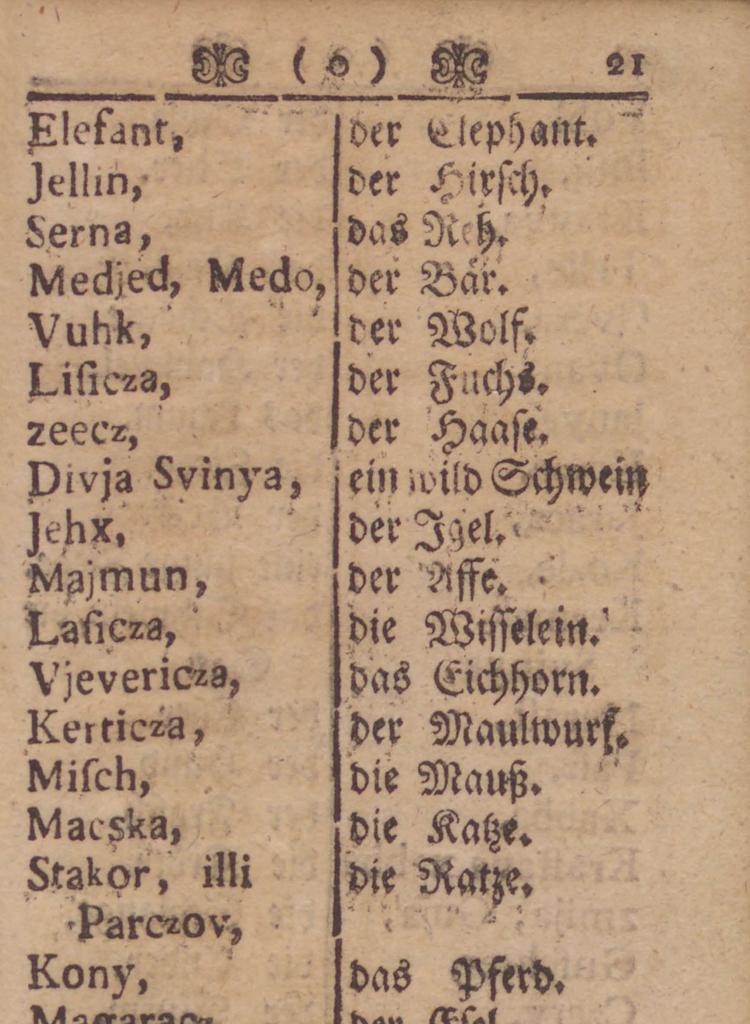 ( o ) 21
Elefant, der Elephant.
Jellin, der Hirsch.
Serna, das Reh.
Medjed, Medo, der Bär.
Vuhk, der Wolf.
Liſicza, der Fuchs.
zeecz, der Haaſe.
Divja Svinya, ein wild Schwein
Jehx, der Igel.
Majmun, der Affe.
Laſicza, die Wiſſelein.
Vjevericza, das Eichhorn.
Kerticza, der Maulwurf.
Miſch, die Mauß.
Macska, die Katze.
Stakor, illi die Ratze.
Parczov,
Kony, das Pferd.
Magaracz der Eſel